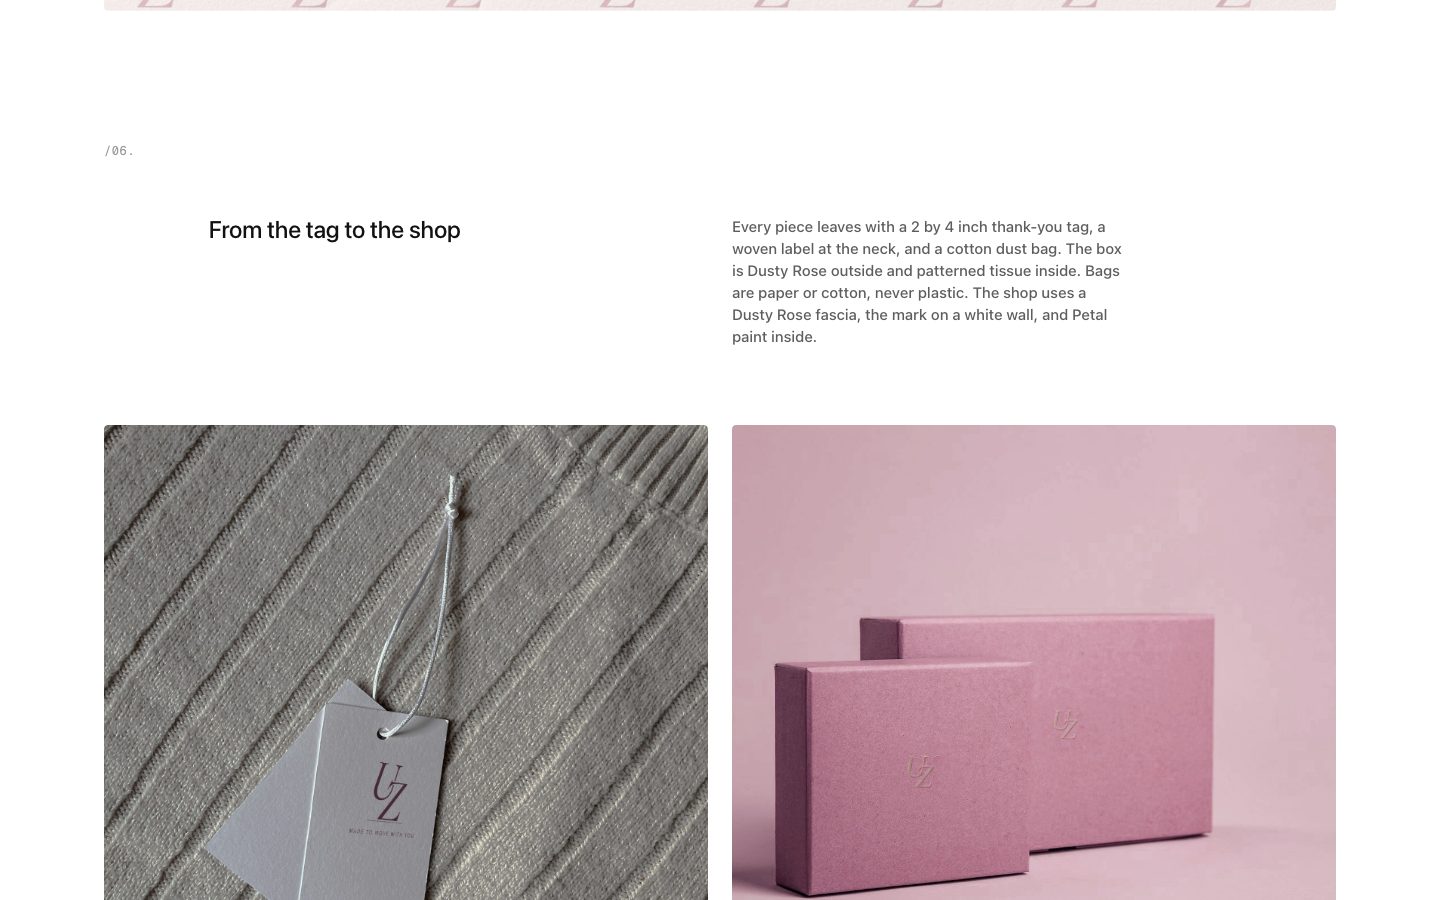 /06.
From the tag to the shop
Every piece leaves with a 2 by 4 inch thank-you tag, a
woven label at the neck, and a cotton dust bag. The box
is Dusty Rose outside and patterned tissue inside. Bags
are paper or cotton, never plastic. The shop uses a
Dusty Rose fascia, the mark on a white wall, and Petal
paint inside.
UZ
MADE TO MOVE WITH YOU
UZ
UZ